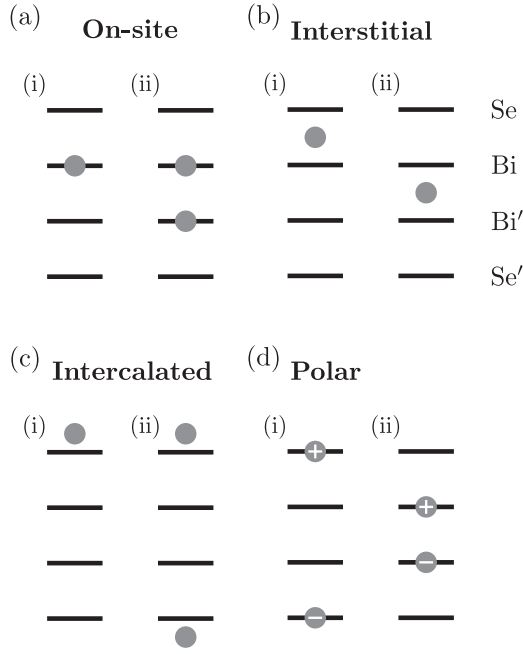 (a) On-site
(i) (ii)
(b) Interstitial
(i) (ii)
Se
Bi
Bi′
Se′
(c) Intercalated
(i) (ii)
(d) Polar
(i) (ii)
+
+
−
−